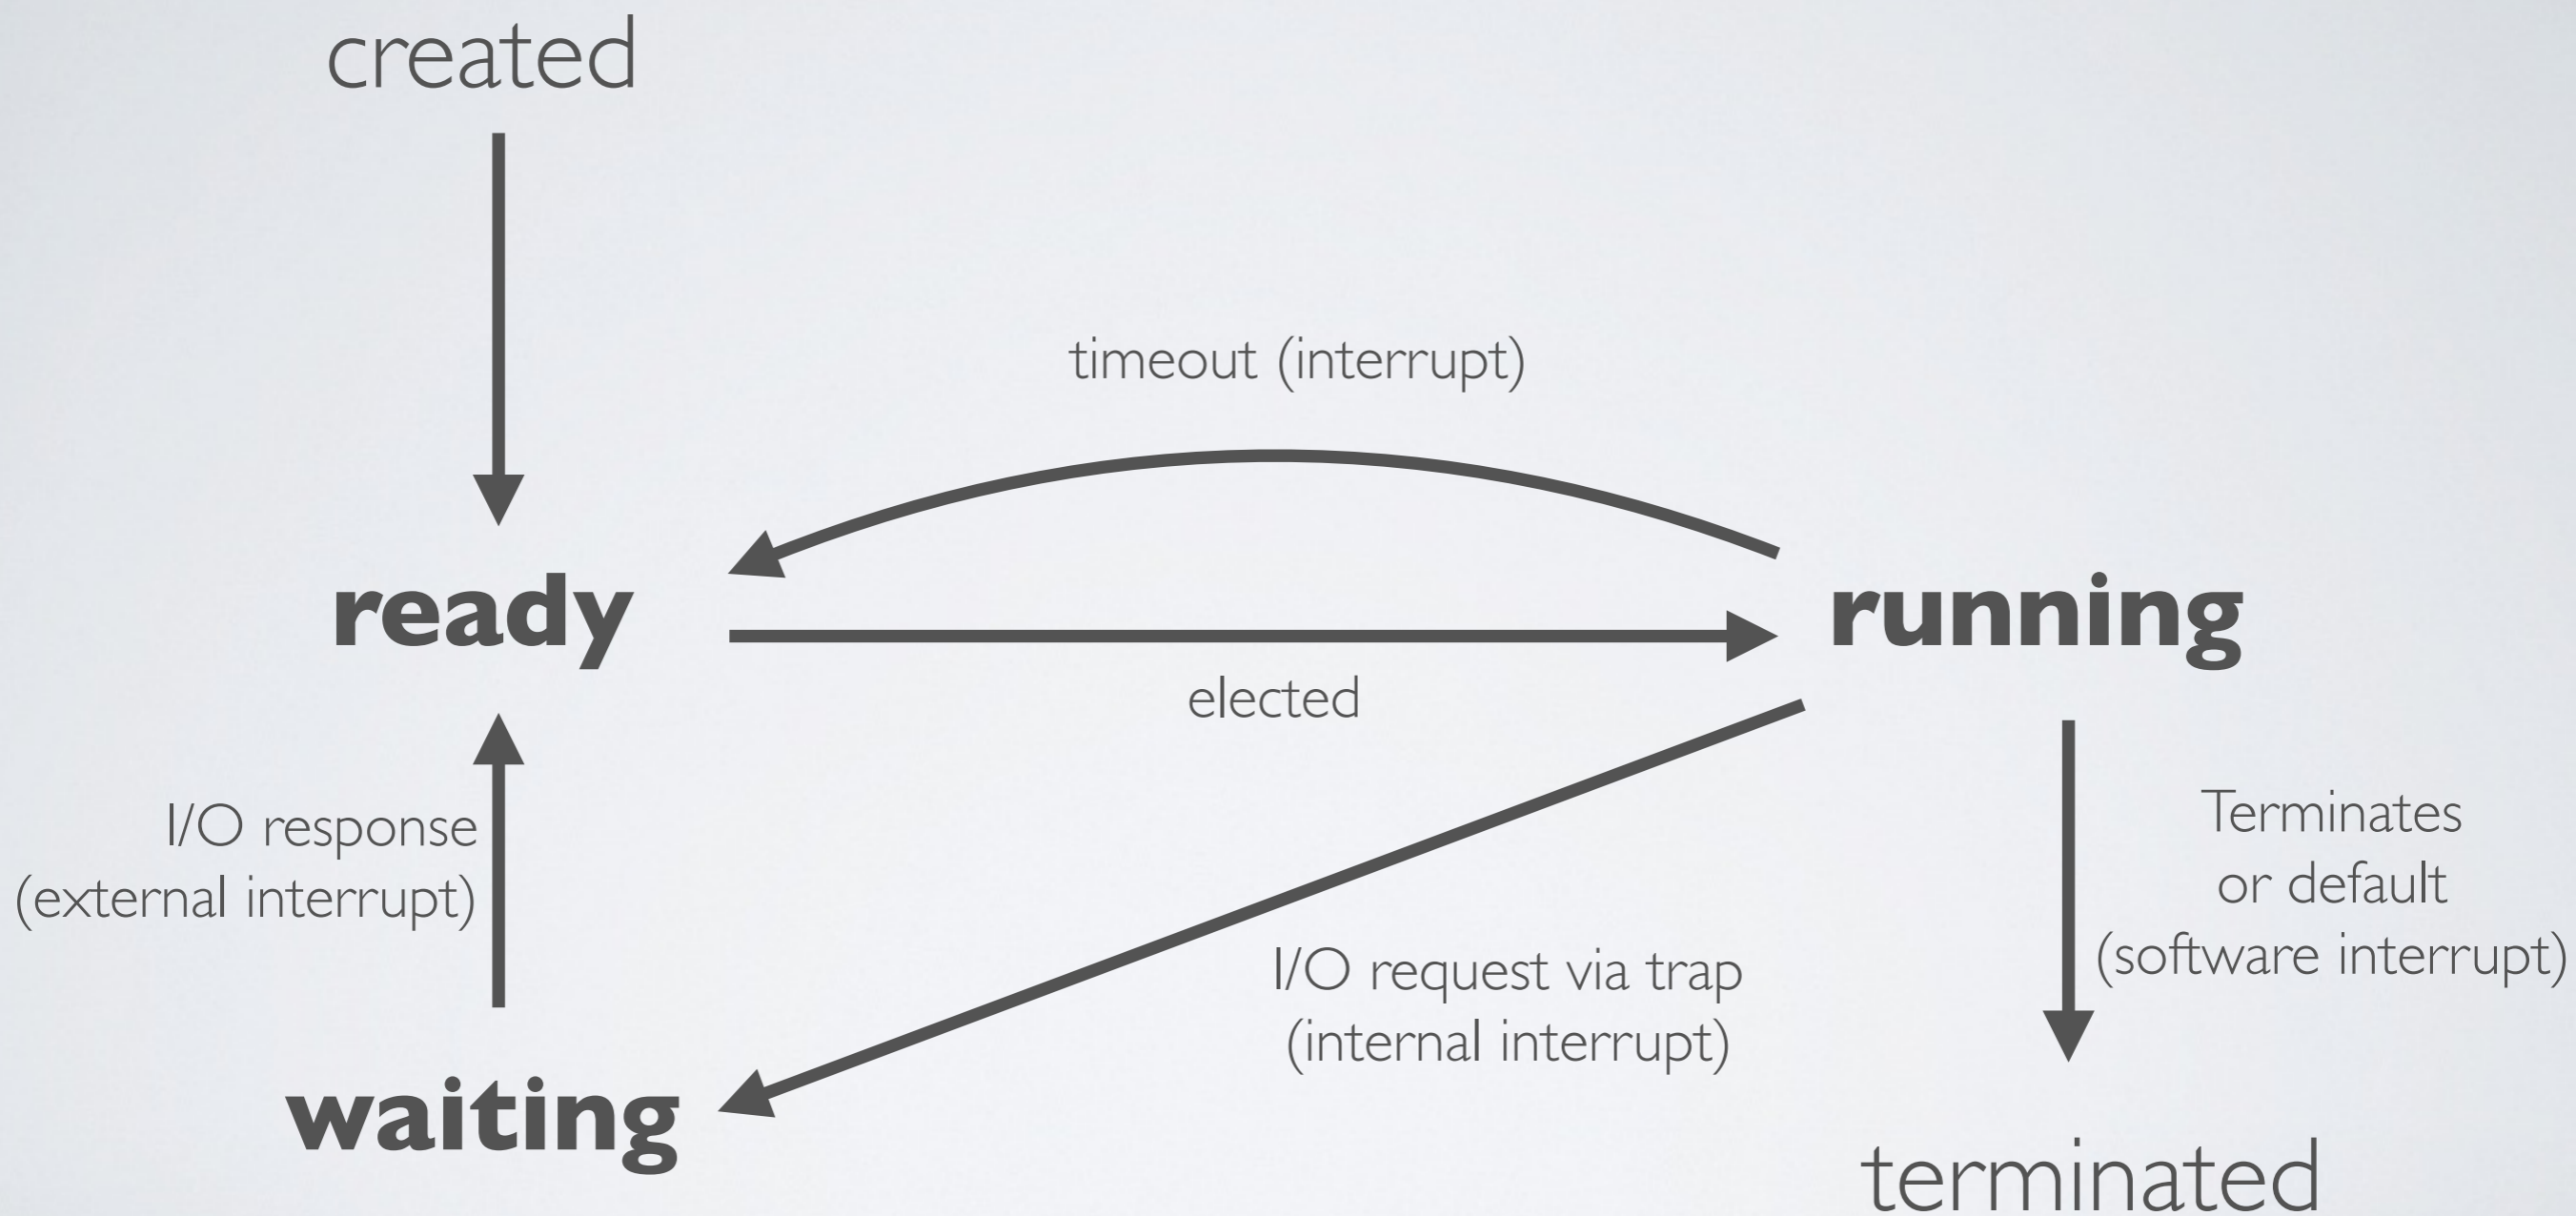 created
timeout (interrupt)
ready
running
elected
I/O response
(external interrupt)
Terminates
or default
(software interrupt)
I/O request via trap
(internal interrupt)
waiting
terminated